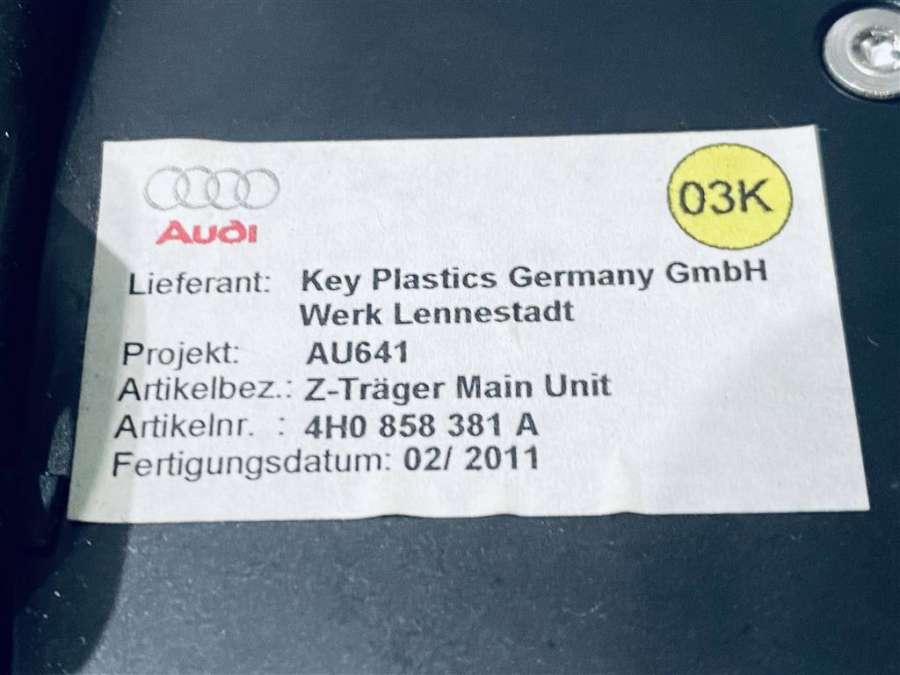 03K
Audi
Lieferant: Key Plastics Germany GmbH
Werk Lennestadt
Projekt: AU641
Artikelbez.: Z-Träger Main Unit
Artikelnr. : 4H0 858 381 A
Fertigungsdatum: 02/ 2011